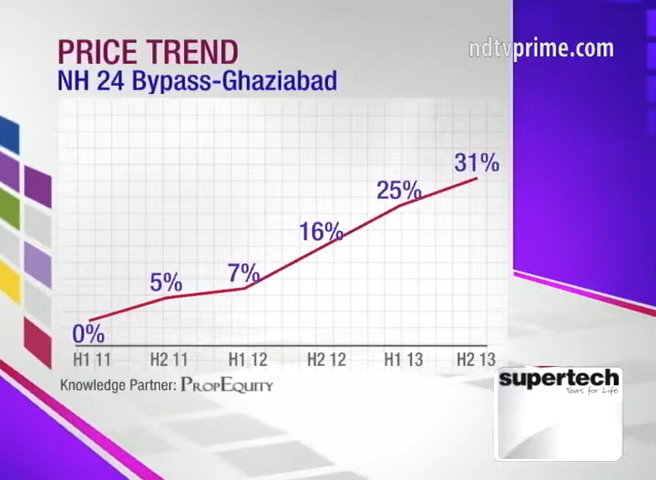 PRICE TREND
ndtvprime.com
NH 24 Bypass-Ghaziabad
31%
25%
16%
7%
5%
0%
H1 11 H2 11 H1 12 H2 12 H1 13 H2 13
Knowledge Partner: PROPEQUITY
supertech
Yours for Life